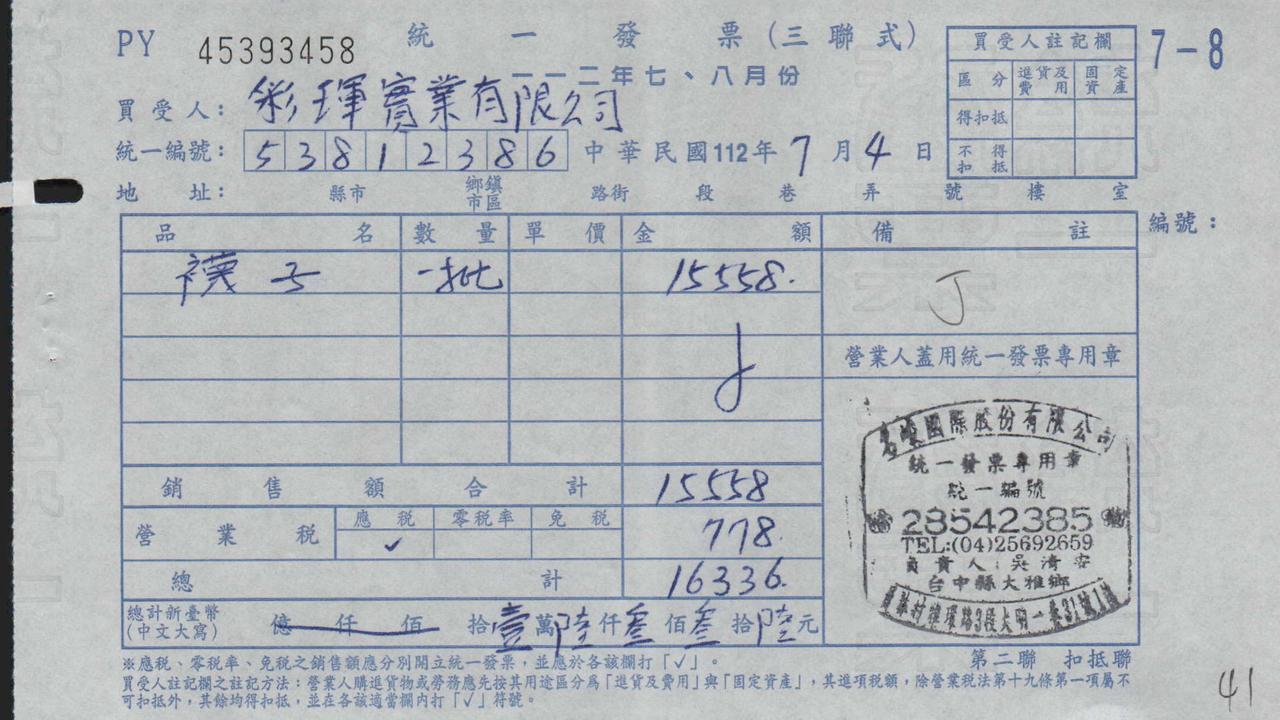 PY 45393458 統一發票(三聯式)
一一二年七、八月份
7-8
買受人註記欄
區分 進貨及費用 固定資產
得扣抵
不得扣抵
買受人: 彩琿實業有限公司
統一編號: 53812386 中華民國112年7月4日
地址: 縣市 鄉鎮市區 路街 段 巷 弄 號 樓 室
編號:
品名 數量 單價 金額 備註
襪子 一批 15558.
J
營業人蓋用統一發票專用章
國際股份有限公司
統一發票專用章
統一編號
28542385
TEL:(04)25692659
負責人:吳清安
台中縣大雅鄉
雅環路3段大明一巷31號1樓
銷售額合計 15558
營業稅 應稅 零稅率 免稅 778.
✓
總計 16336.
總計新臺幣(中文大寫) 億仟佰拾壹萬陸仟叁佰叁拾陸元
※應稅、零稅率、免稅之銷售額應分別開立統一發票,並應於各該欄打「✓」。
第二聯 扣抵聯
買受人註記欄之註記方法:營業人購進貨物或勞務應先按其用途區分為「進貨及費用」與「固定資產」,其進項稅額,除營業稅法第十九條第一項屬不
可扣抵外,其餘均得扣抵,並在各該適當欄內打「✓」符號。
41